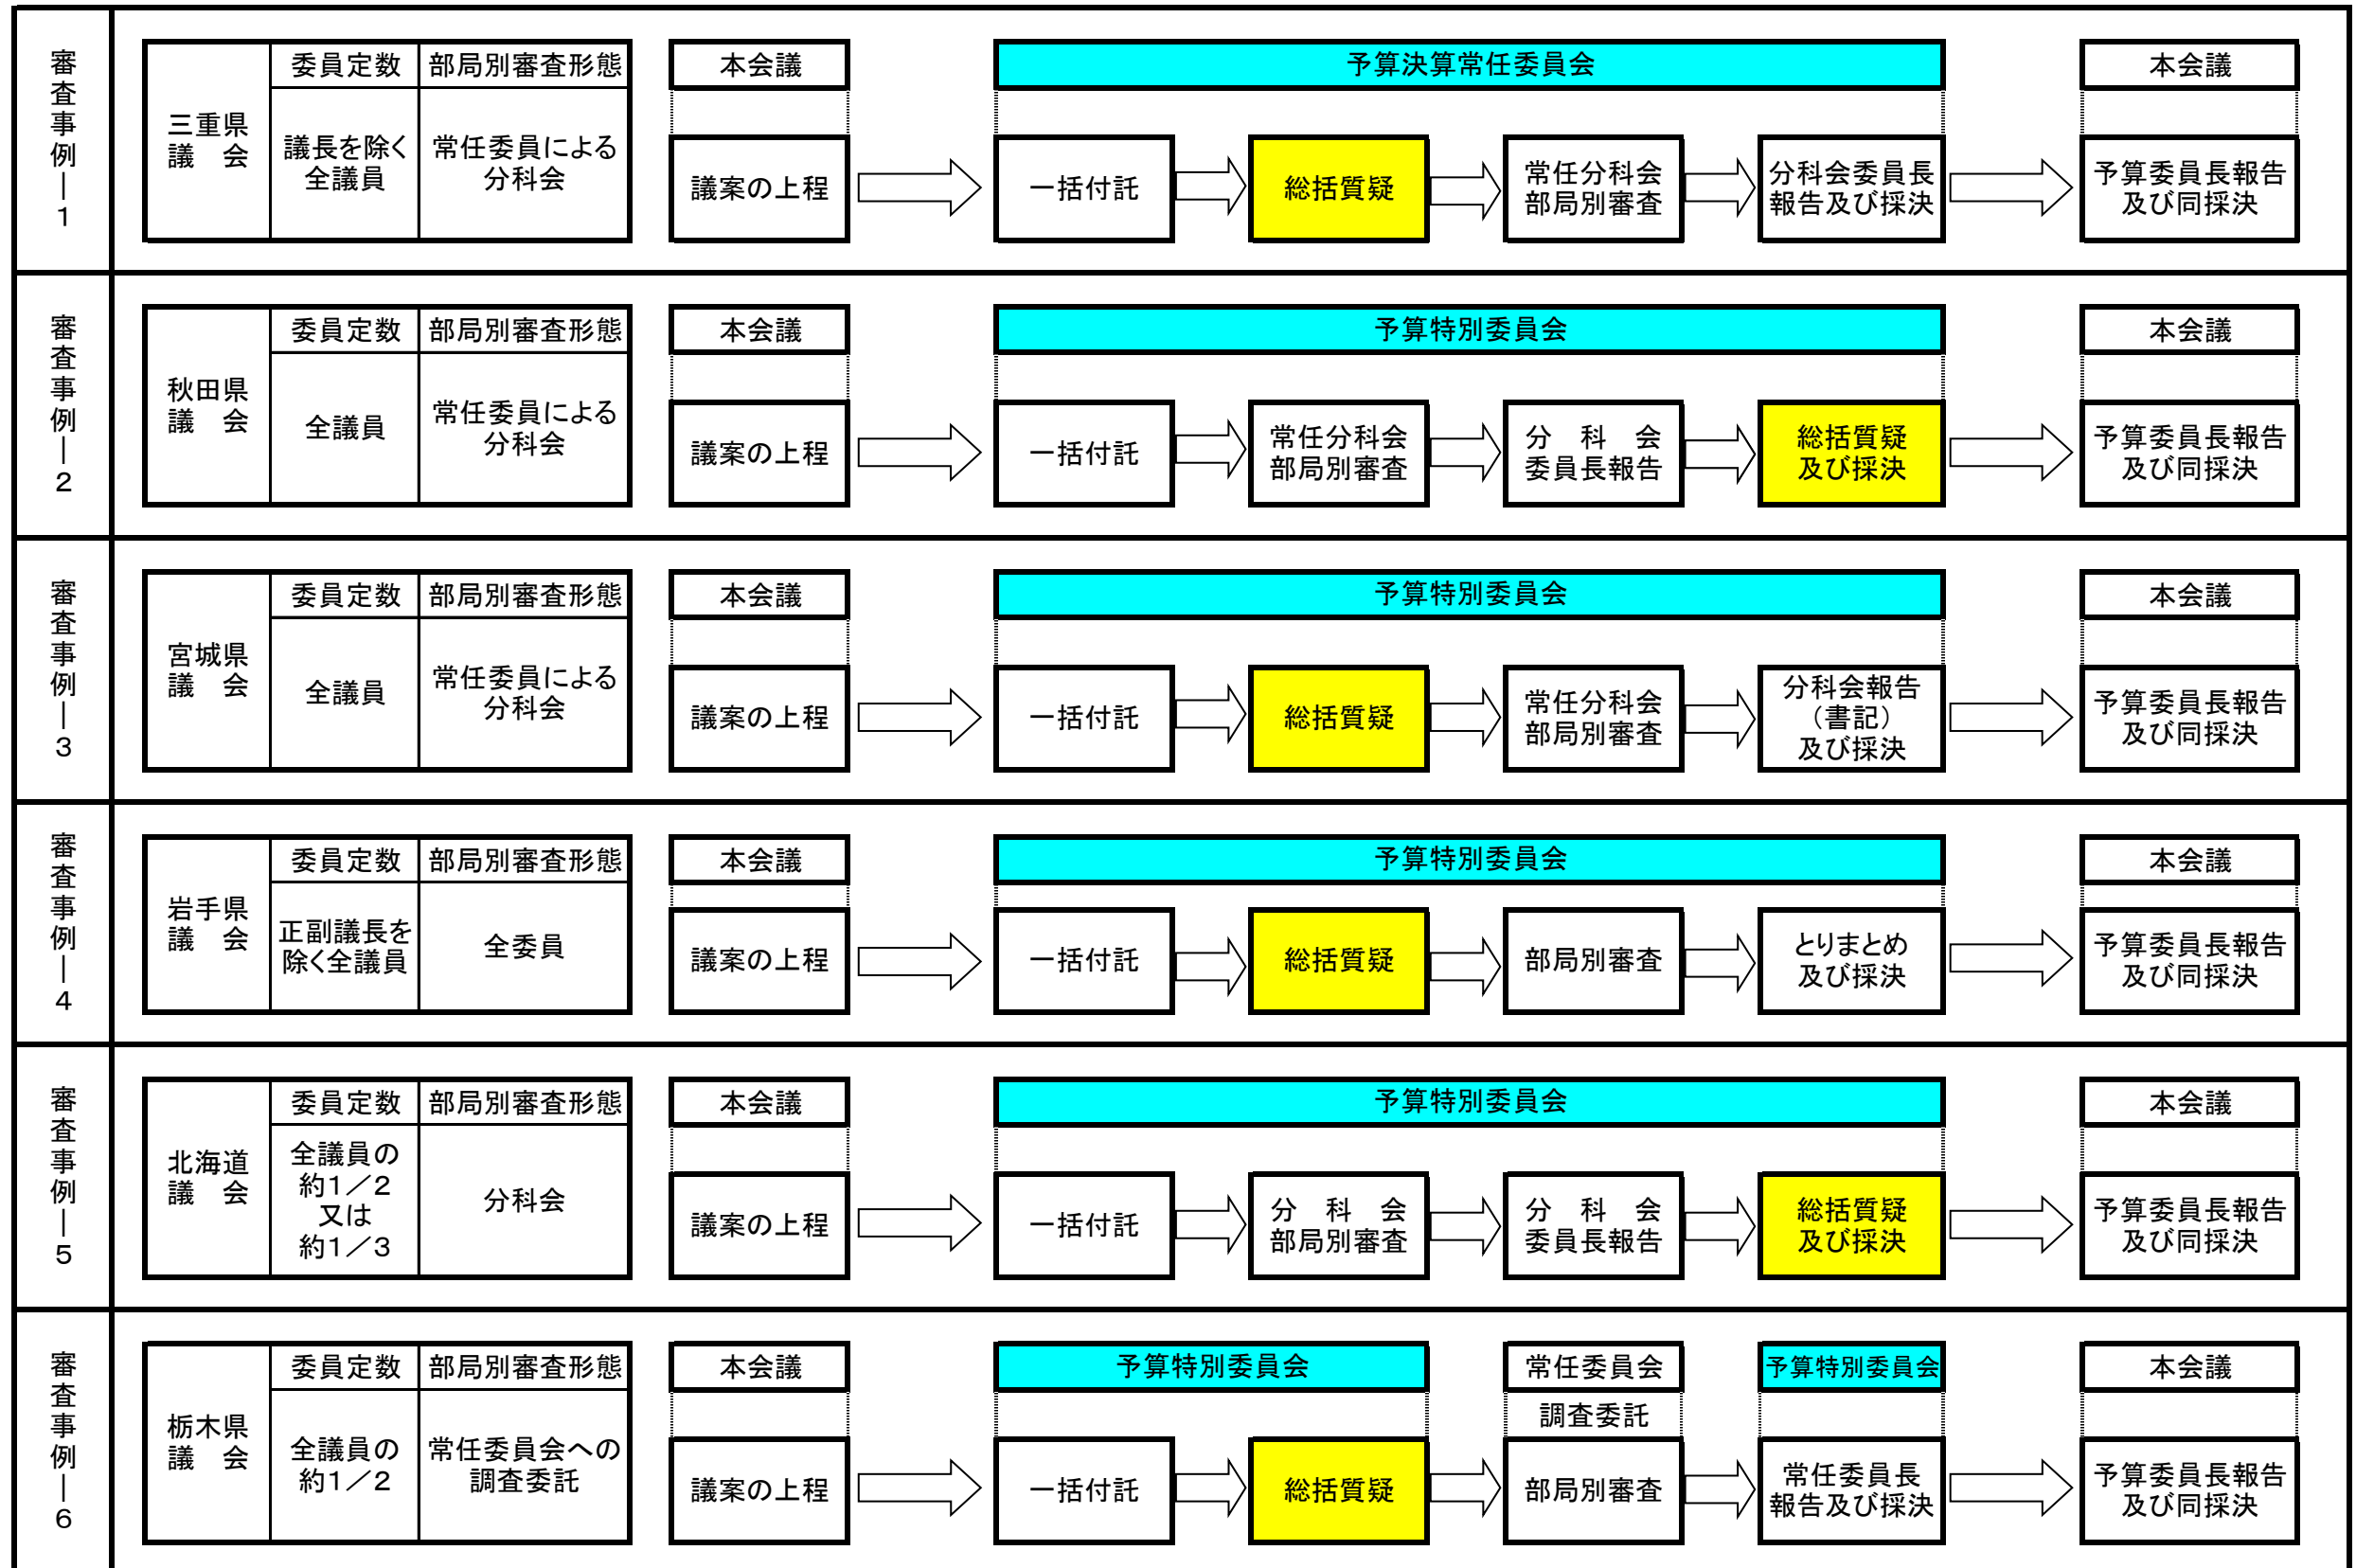 審査事例―1
三重県
議　会
委員定数
部局別審査形態
議長を除く
全議員
常任委員による
分科会
本会議
予算決算常任委員会
本会議
議案の上程
一括付託
総括質疑
常任分科会
部局別審査
分科会委員長
報告及び採決
予算委員長報告
及び同採決
審査事例―2
秋田県
議　会
委員定数
部局別審査形態
全議員
常任委員による
分科会
本会議
予算特別委員会
本会議
議案の上程
一括付託
常任分科会
部局別審査
分　科　会
委員長報告
総括質疑
及び採決
予算委員長報告
及び同採決
審査事例―3
宮城県
議　会
委員定数
部局別審査形態
全議員
常任委員による
分科会
本会議
予算特別委員会
本会議
議案の上程
一括付託
総括質疑
常任分科会
部局別審査
分科会報告
（書記）
及び採決
予算委員長報告
及び同採決
審査事例―4
岩手県
議　会
委員定数
部局別審査形態
正副議長を
除く全議員
全委員
本会議
予算特別委員会
本会議
議案の上程
一括付託
総括質疑
部局別審査
とりまとめ
及び採決
予算委員長報告
及び同採決
審査事例―5
北海道
議　会
委員定数
部局別審査形態
全議員の
約1／2
又は
約1／3
分科会
本会議
予算特別委員会
本会議
議案の上程
一括付託
分　科　会
部局別審査
分　科　会
委員長報告
総括質疑
及び採決
予算委員長報告
及び同採決
審査事例―6
栃木県
議　会
委員定数
部局別審査形態
全議員の
約1／2
常任委員会への
調査委託
本会議
予算特別委員会
常任委員会
予算特別委員会
本会議
調査委託
議案の上程
一括付託
総括質疑
部局別審査
常任委員長
報告及び採決
予算委員長報告
及び同採決